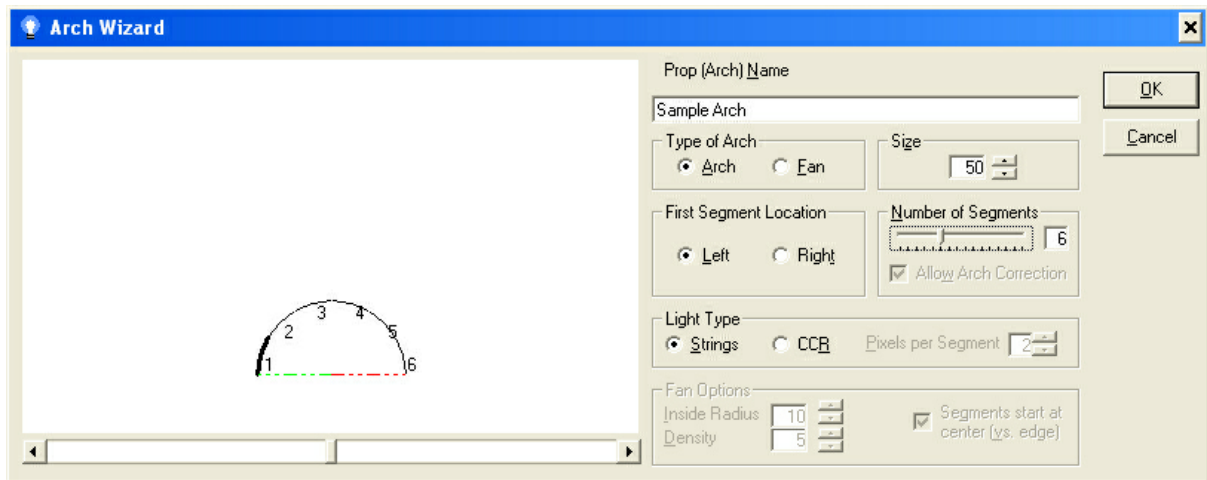 Arch Wizard
Prop (Arch) Name
Sample Arch
OK
Cancel
Type of Arch
Arch
Fan
Size
50
First Segment Location
Left
Right
Number of Segments
6
Allow Arch Correction
Light Type
Strings
CCR
Pixels per Segment
2
Fan Options
Inside Radius
10
Density
5
Segments start at
center (vs. edge)
1
2
3
4
5
6